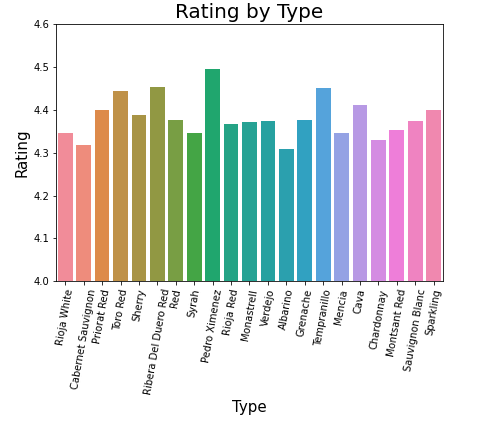 Rating by Type
4.6
4.5
4.4
4.3
4.2
4.1
4.0
Rating
Rioja White
Cabernet Sauvignon
Priorat Red
Toro Red
Sherry
Ribera Del Duero Red
Red
Syrah
Pedro Ximenez
Rioja Red
Monastrell
Verdejo
Albarino
Grenache
Tempranillo
Mencia
Cava
Chardonnay
Montsant Red
Sauvignon Blanc
Sparkling
Type